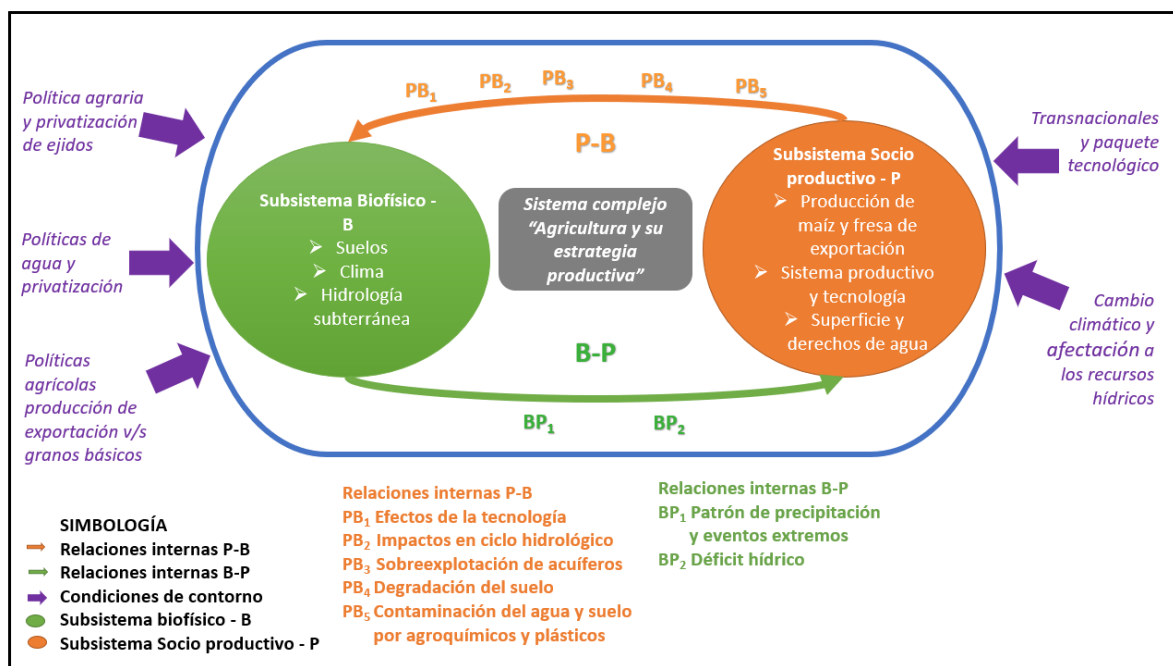 Política agraria
y privatización
de ejidos
Políticas de
agua y
privatización
Políticas
agrícolas
producción de
exportación v/s
granos básicos
PB₁ PB₂ PB₃ PB₄ PB₅
P-B
Subsistema Biofísico -
B
➢ Suelos
➢ Clima
➢ Hidrología
subterránea
Sistema complejo
“Agricultura y su
estrategia
productiva”
Subsistema Socio
productivo - P
➢ Producción de
maíz y fresa de
exportación
➢ Sistema productivo
y tecnología
➢ Superficie y
derechos de agua
B-P
BP₁ BP₂
Transnacionales
y paquete
tecnológico
Cambio
climático y
afectación a
los recursos
hídricos
SIMBOLOGÍA
Relaciones internas P-B
Relaciones internas B-P
Condiciones de contorno
Subsistema biofísico - B
Subsistema Socio productivo - P
Relaciones internas P-B
PB₁ Efectos de la tecnología
PB₂ Impactos en ciclo hidrológico
PB₃ Sobreexplotación de acuíferos
PB₄ Degradación del suelo
PB₅ Contaminación del agua y suelo
por agroquímicos y plásticos
Relaciones internas B-P
BP₁ Patrón de precipitación
y eventos extremos
BP₂ Déficit hídrico